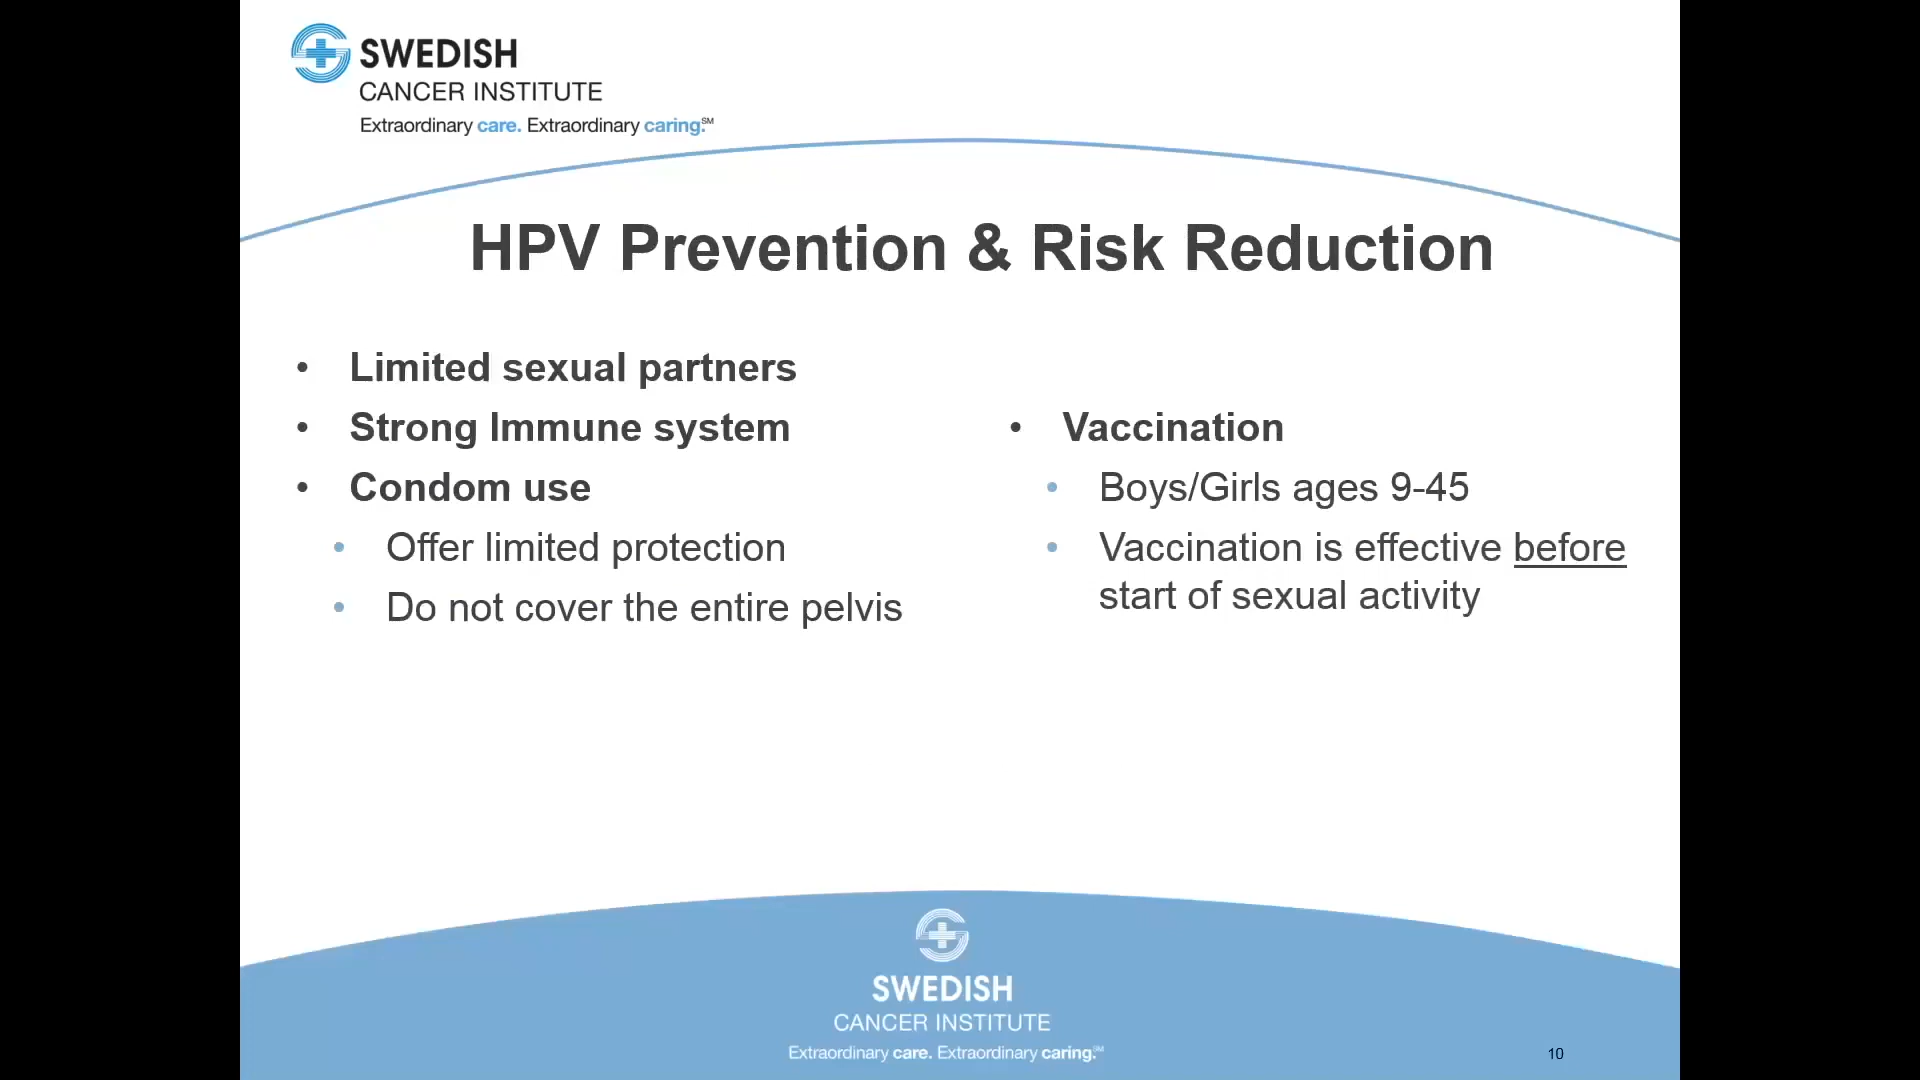 SWEDISH
CANCER INSTITUTE
Extraordinary care. Extraordinary caring.℠
HPV Prevention & Risk Reduction
• Limited sexual partners
• Strong Immune system
• Condom use
• Offer limited protection
• Do not cover the entire pelvis
• Vaccination
• Boys/Girls ages 9-45
• Vaccination is effective before
start of sexual activity
SWEDISH
CANCER INSTITUTE
Extraordinary care. Extraordinary caring.℠
10